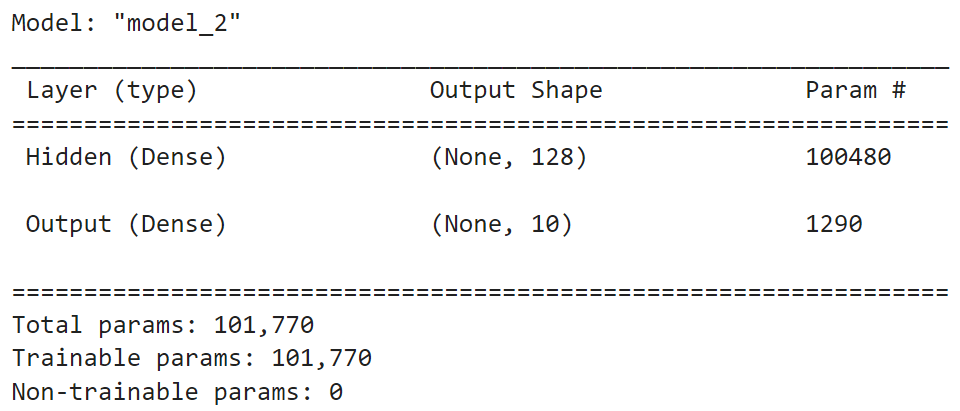 Model: "model_2"
_________________________________________________________________
Layer (type) Output Shape Param #
=================================================================
Hidden (Dense) (None, 128) 100480
Output (Dense) (None, 10) 1290
=================================================================
Total params: 101,770
Trainable params: 101,770
Non-trainable params: 0